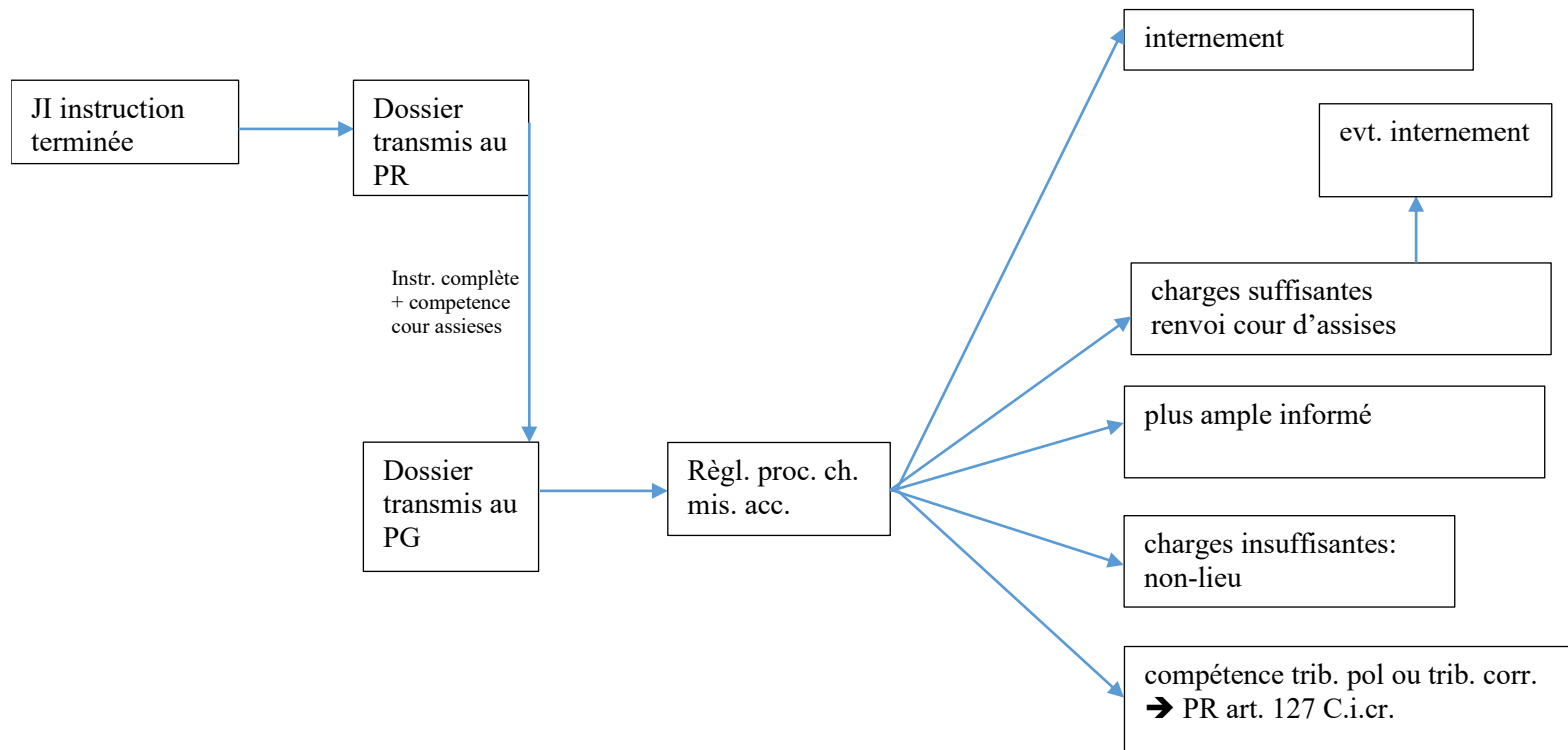 internement
JI instruction
terminée
Dossier
transmis au
PR
evt. internement
Instr. complète
+ competence
cour assieses
charges suffisantes
renvoi cour d’assises
plus ample informé
Dossier
transmis au
PG
Règl. proc. ch.
mis. acc.
charges insuffisantes:
non-lieu
compétence trib. pol ou trib. corr.
➔ PR art. 127 C.i.cr.